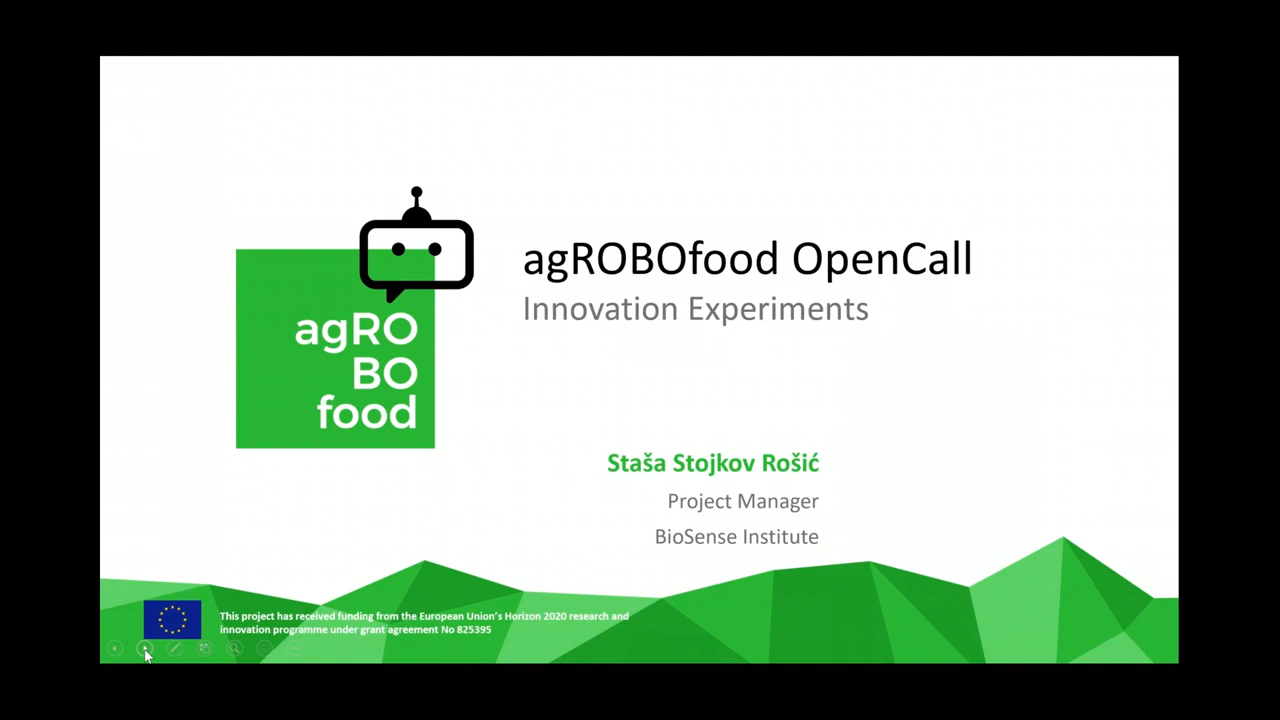 agRO
BO
food
agROBOfood OpenCall
Innovation Experiments
Staša Stojkov Rošić
Project Manager
BioSense Institute
This project has received funding from the European Union's Horizon 2020 research and
innovation programme under grant agreement No 825395